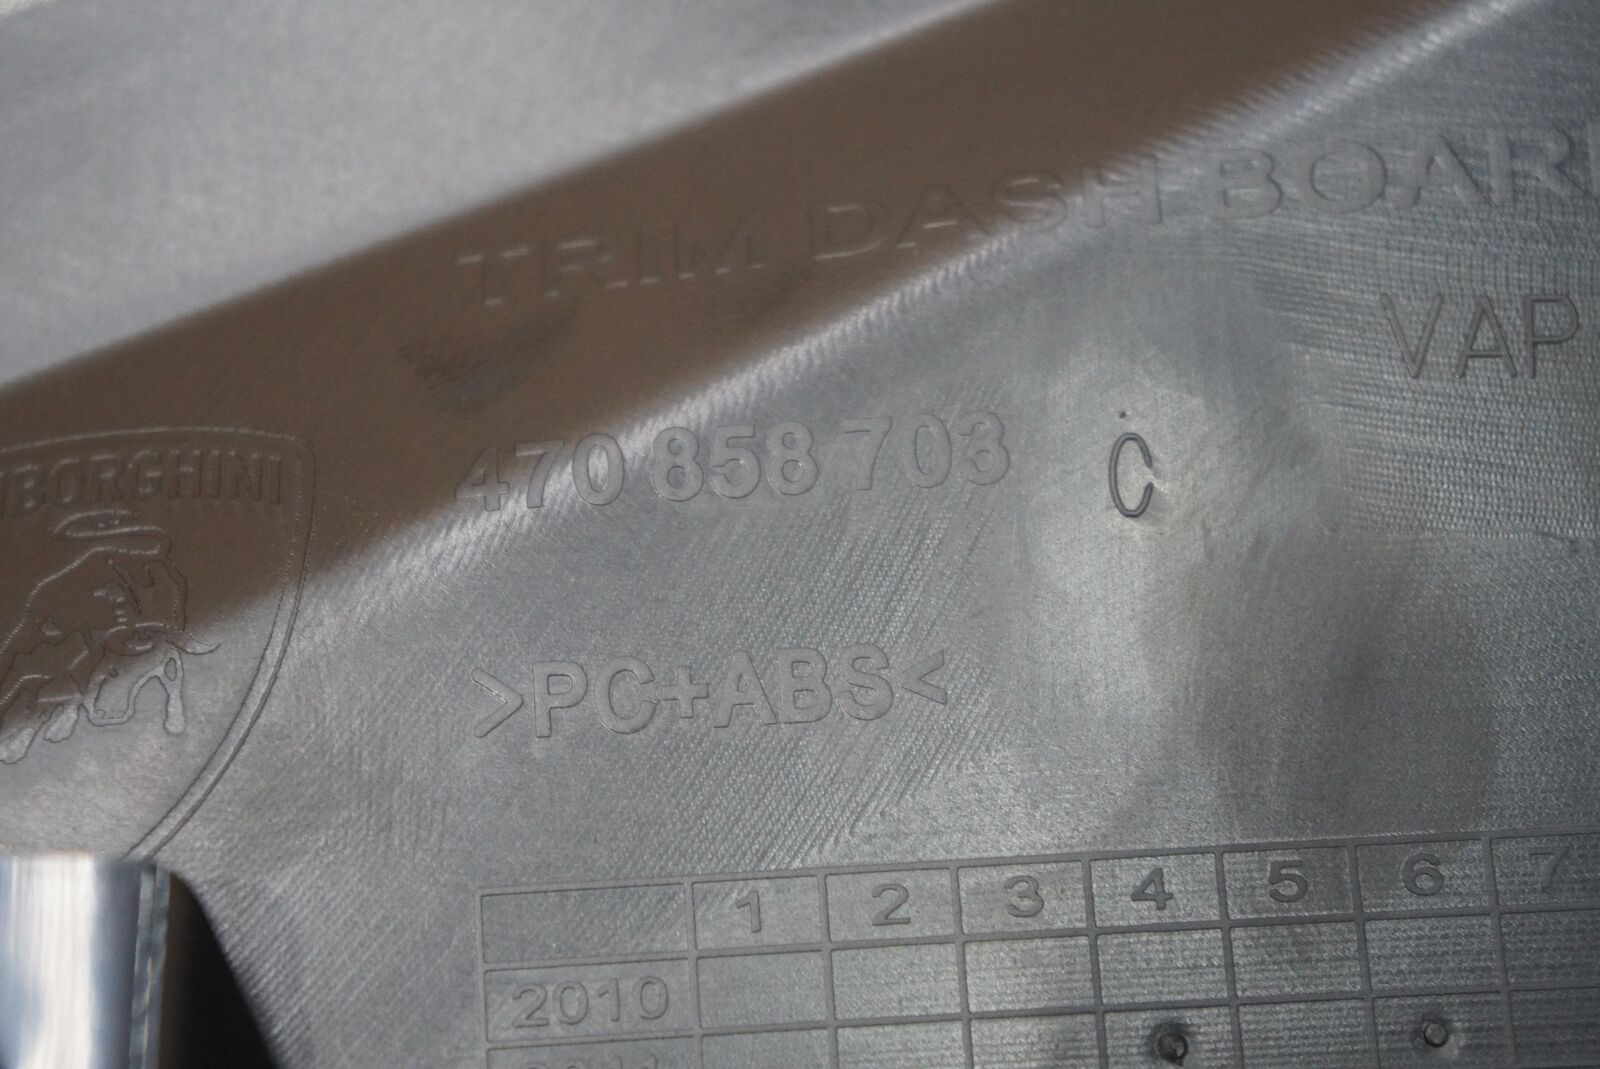 TRIM DASH BOAR
VAP
470 858 703 C
BORGHINI
>PC+ABS<
1 2 3 4 5 6 7
2010